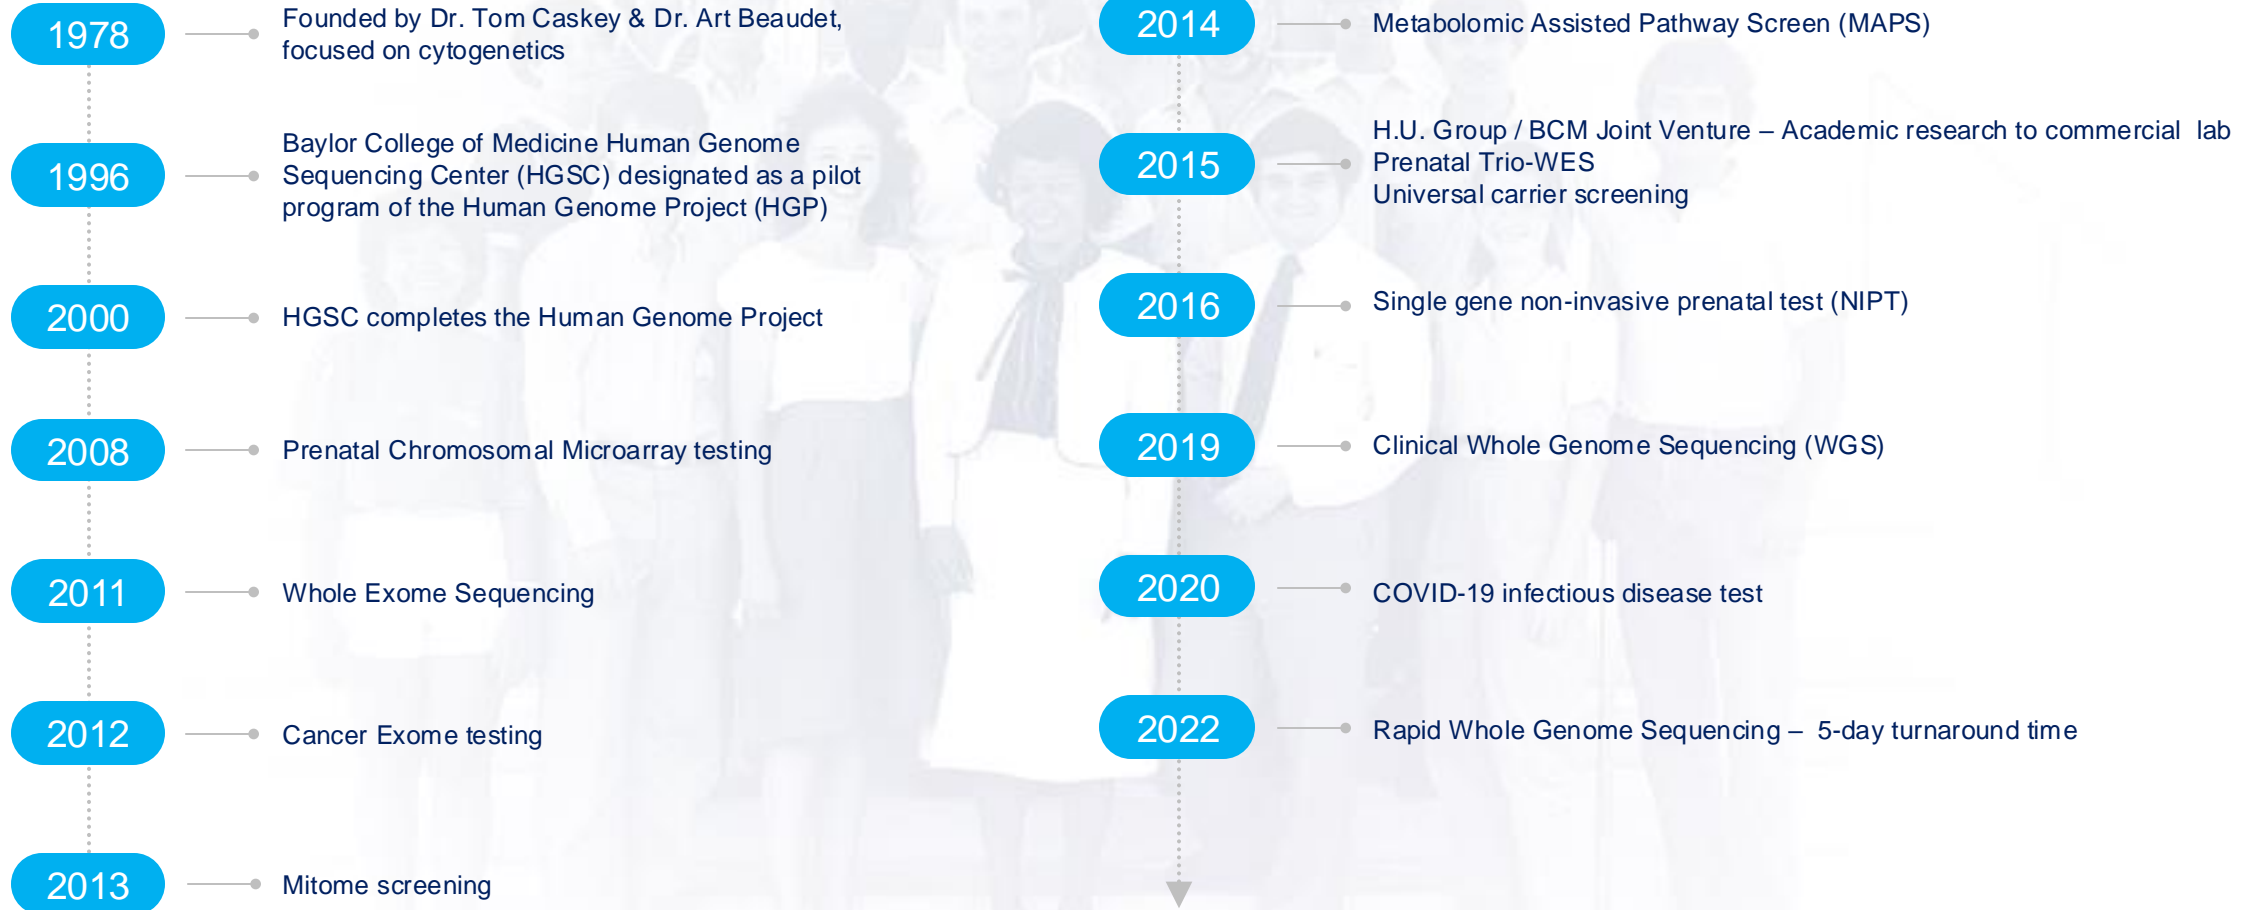 1978
Founded by Dr. Tom Caskey & Dr. Art Beaudet,
focused on cytogenetics
1996
Baylor College of Medicine Human Genome
Sequencing Center (HGSC) designated as a pilot
program of the Human Genome Project (HGP)
2000
HGSC completes the Human Genome Project
2008
Prenatal Chromosomal Microarray testing
2011
Whole Exome Sequencing
2012
Cancer Exome testing
2013
Mitome screening
2014
Metabolomic Assisted Pathway Screen (MAPS)
2015
H.U. Group / BCM Joint Venture – Academic research to commercial lab
Prenatal Trio-WES
Universal carrier screening
2016
Single gene non-invasive prenatal test (NIPT)
2019
Clinical Whole Genome Sequencing (WGS)
2020
COVID-19 infectious disease test
2022
Rapid Whole Genome Sequencing – 5-day turnaround time